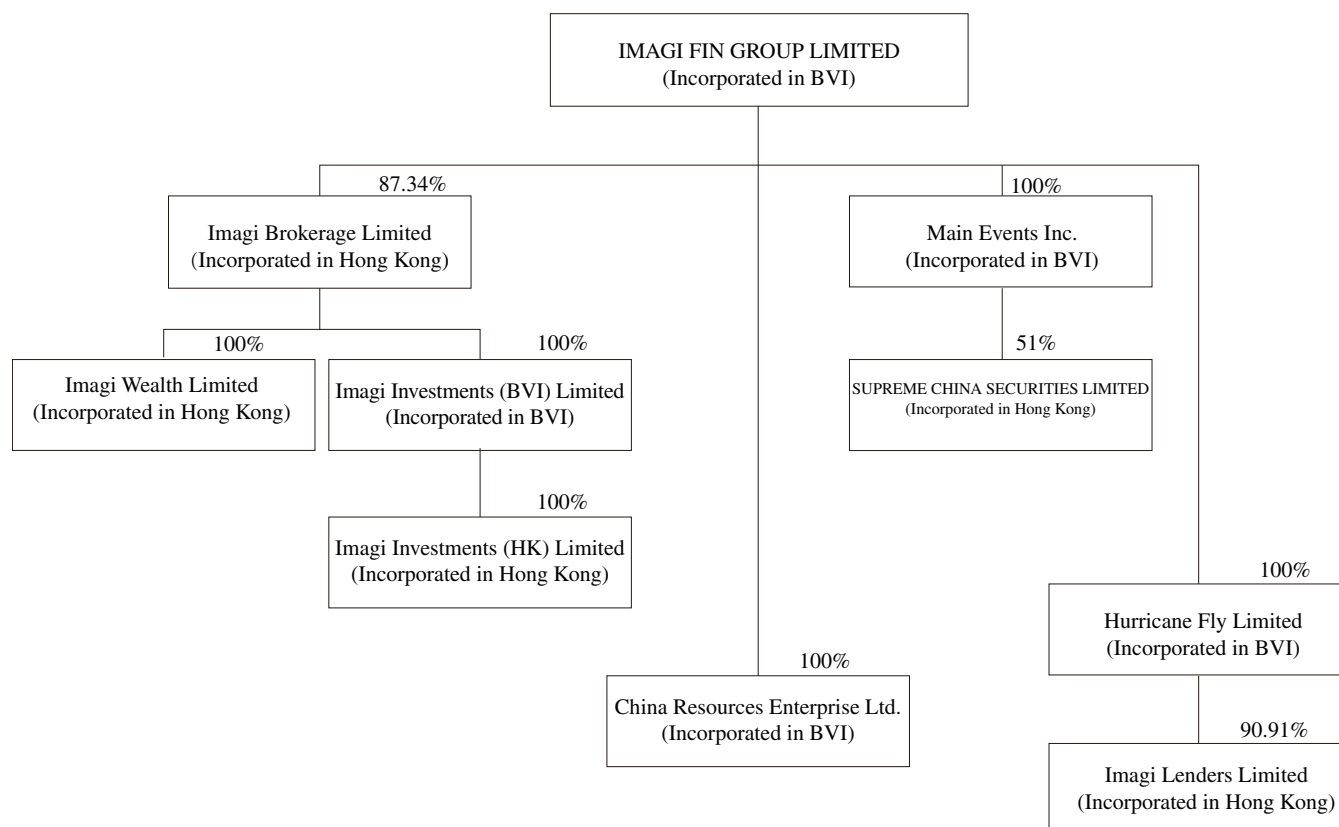 IMAGI FIN GROUP LIMITED
(Incorporated in BVI)
87.34%
100%
Imagi Brokerage Limited
(Incorporated in Hong Kong)
Main Events Inc.
(Incorporated in BVI)
100%
100%
51%
Imagi Wealth Limited
(Incorporated in Hong Kong)
Imagi Investments (BVI) Limited
(Incorporated in BVI)
SUPREME CHINA SECURITIES LIMITED
(Incorporated in Hong Kong)
100%
Imagi Investments (HK) Limited
(Incorporated in Hong Kong)
100%
Hurricane Fly Limited
(Incorporated in BVI)
100%
China Resources Enterprise Ltd.
(Incorporated in BVI)
90.91%
Imagi Lenders Limited
(Incorporated in Hong Kong)